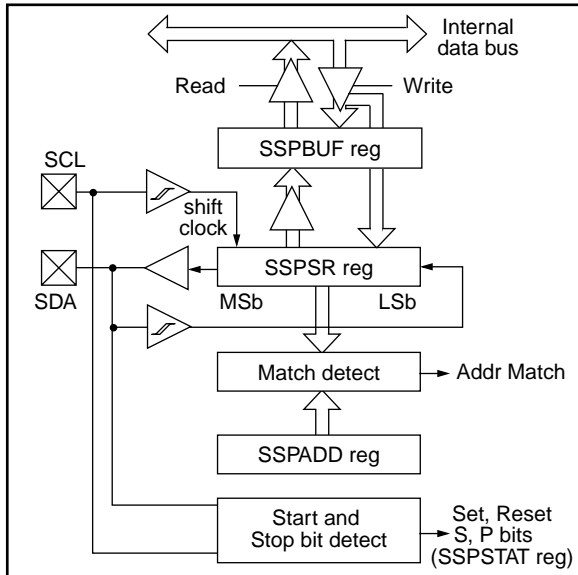 Internal
data bus
Read
Write
SSPBUF reg
SCL
shift
clock
SSPSR reg
SDA
MSb
LSb
Match detect
Addr Match
SSPADD reg
Start and
Stop bit detect
Set, Reset
S, P bits
(SSPSTAT reg)